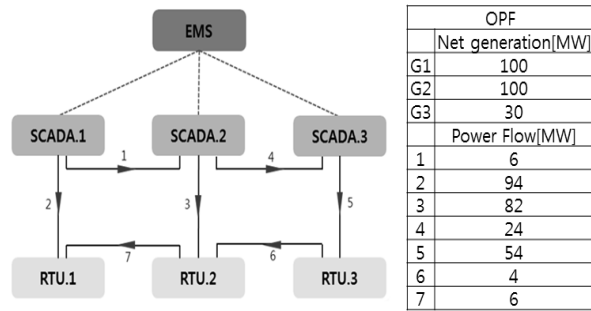 EMS
SCADA.1 SCADA.2 SCADA.3
1 4
2 3 5
7 6
RTU.1 RTU.2 RTU.3
OPF
Net generation[MW]
G1 100
G2 100
G3 30
Power Flow[MW]
1 6
2 94
3 82
4 24
5 54
6 4
7 6